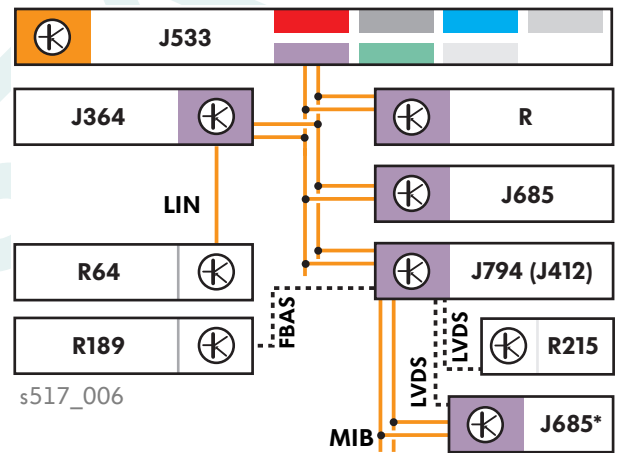 J533
J364
R
LIN
J685
R64
J794 (J412)
R189
FBAS
LVDS
LVDS
R215
s517_006
MIB
J685*